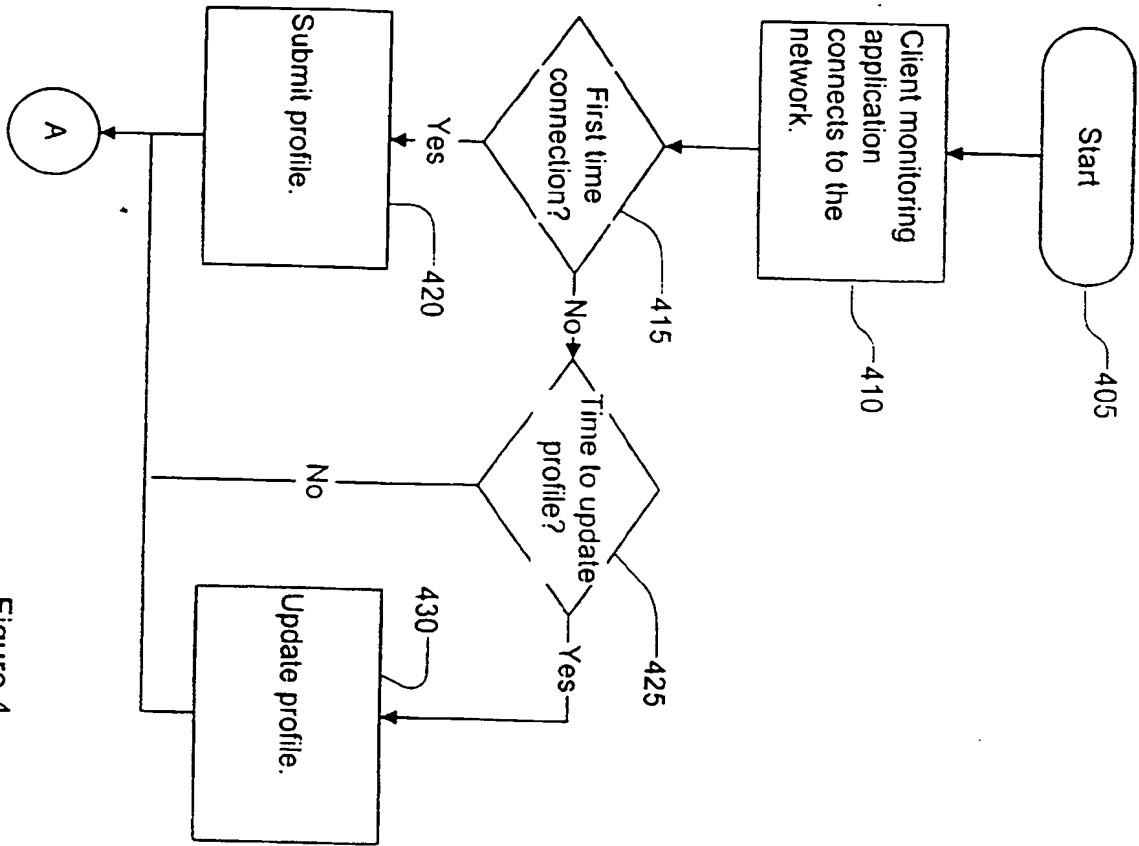 Start
405
Client monitoring
application
connects to the
network.
410
First time
connection?
415
No
Yes
Time to update
profile?
425
Yes
No
Submit profile.
420
Update profile.
430
A
Figure 4